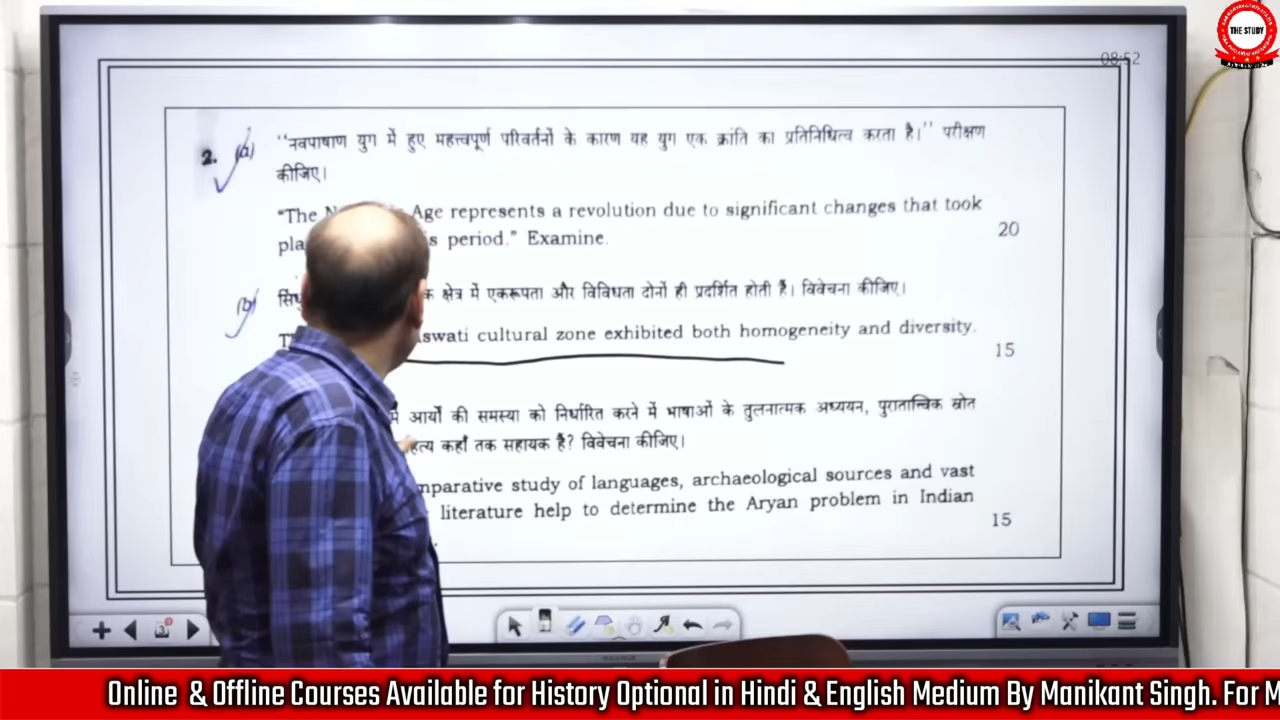 THE STUDY
08:52
2. (a) "नवपाषाण युग में हुए महत्त्वपूर्ण परिवर्तनों के कारण यह युग एक क्रांति का प्रतिनिधित्व करता है।" परीक्षण
कीजिए।
"The Age represents a revolution due to significant changes that took
period." Examine.
20
(b) क्षेत्र में एकरूपता और विविधता दोनों ही प्रदर्शित होती है। विवेचना कीजिए।
cultural zone exhibited both homogeneity and diversity.
15
में आर्यों की समस्या को निर्धारित करने में भाषाओं के तुलनात्मक अध्ययन, पुरातात्त्विक स्रोत
कहाँ तक सहायक है? विवेचना कीजिए।
study of languages, archaeological sources and vast
literature help to determine the Aryan problem in Indian
15
3
Online & Offline Courses Available for History Optional in Hindi & English Medium By Manikant Singh. For M